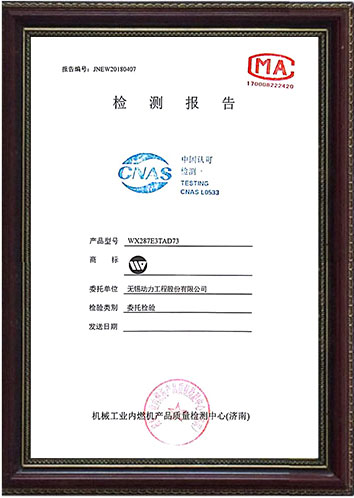 报告编号: JNEW20180407
MA
170008222420
检 测 报 告
CNAS
中国认可
检测
TESTING
CNAS L0533
产品型号 WX287E3TAD73
商 标
委托单位 无锡动力工程股份有限公司
检验类别 委托检验
发送日期
机械工业内燃机产品质量检测中心(济南)